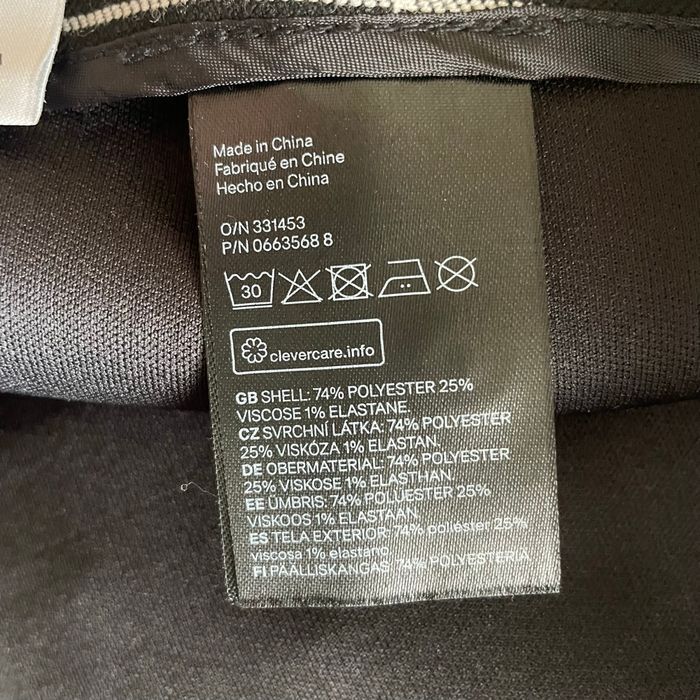 Made in China
Fabriqué en Chine
Hecho en China
O/N 331453
P/N 0663568 8
30
clevercare.info
GB SHELL: 74% POLYESTER 25%
VISCOSE 1% ELASTANE.
CZ SVRCHNÍ LÁTKA: 74% POLYESTER
25% VISKÓZA 1% ELASTAN.
DE OBERMATERIAL: 74% POLYESTER
25% VISKOSE 1% ELASTHAN.
EE ÜMBRIS: 74% POLUESTER 25%
VISKOOS 1% ELASTAAN.
ES TELA EXTERIOR: 74% poliester 25%
viscosa 1% elastano
FI PÄÄLLISKANGAS: 74% POLYESTERIA